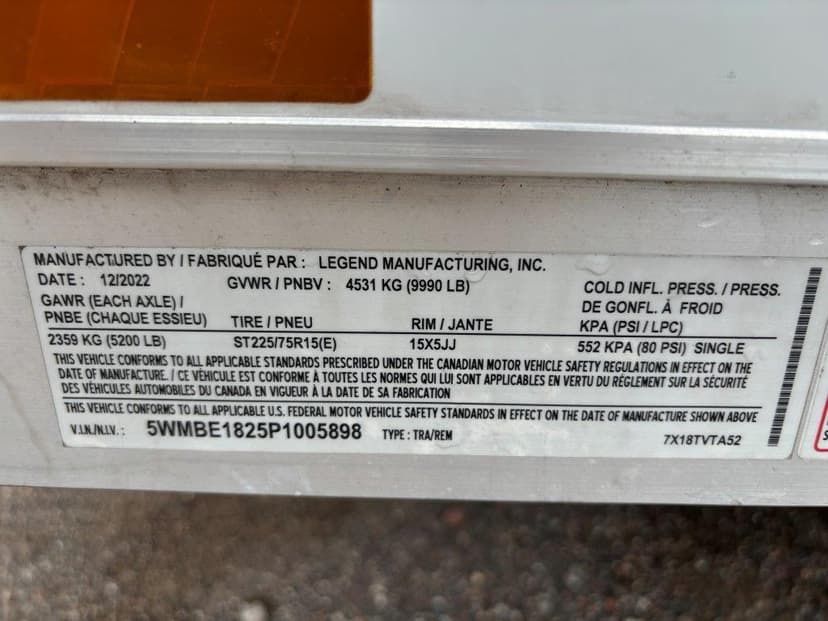 MANUFACTURED BY / FABRIQUÉ PAR : LEGEND MANUFACTURING, INC.
DATE : 12/2022 GVWR / PNBV : 4531 KG (9990 LB) COLD INFL. PRESS. / PRESS.
GAWR (EACH AXLE) / DE GONFL. À FROID
PNBE (CHAQUE ESSIEU) TIRE / PNEU RIM / JANTE KPA (PSI / LPC)
2359 KG (5200 LB) ST225/75R15(E) 15X5JJ 552 KPA (80 PSI) SINGLE
THIS VEHICLE CONFORMS TO ALL APPLICABLE STANDARDS PRESCRIBED UNDER THE CANADIAN MOTOR VEHICLE SAFETY REGULATIONS IN EFFECT ON THE
DATE OF MANUFACTURE. / CE VÉHICULE EST CONFORME À TOUTES LES NORMES QUI LUI SONT APPLICABLES EN VERTU DU RÉGLEMENT SUR LA SÉCURITÉ
DES VÉHICULES AUTOMOBILES DU CANADA EN VIGUEUR À LA DATE DE SA FABRICATION
THIS VEHICLE CONFORMS TO ALL APPLICABLE U.S. FEDERAL MOTOR VEHICLE SAFETY STANDARDS IN EFFECT ON THE DATE OF MANUFACTURE SHOWN ABOVE
V.I.N./N.I.V. : 5WMBE1825P1005898 TYPE : TRA/REM 7X18TVTA52